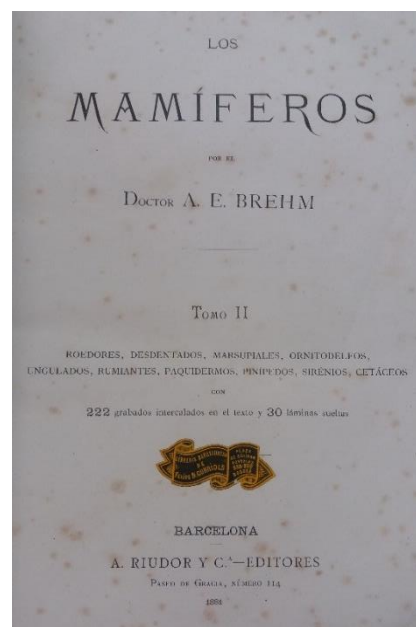 LOS
MAMÍFEROS
POR EL
DOCTOR A. E. BREHM
TOMO II
ROEDORES, DESDENTADOS, MARSUPIALES, ORNITODELFOS,
UNGULADOS, RUMIANTES, PAQUIDERMOS, PINIPEDOS, SIRÉNIOS, CETÁCEOS
CON
222 grabados intercalados en el texto y 30 láminas sueltas
BARCELONA
A. RIUDOR Y C.ª—EDITORES
PASEO DE GRACIA, NÚMERO 114